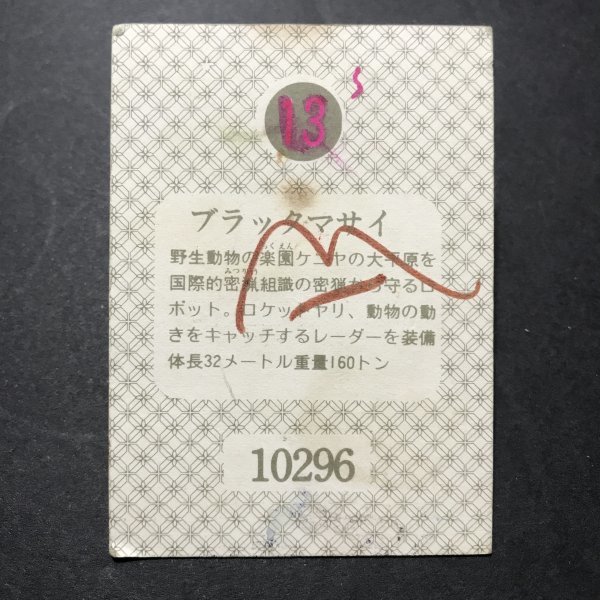 13
ブラックマサイ
野生動物の楽園ケニヤの大平原を
国際的密猟組識の密猟から守るロ
ボット。ロケットヤリ、動物の動
きをキャッチするレーダーを装備
体長32メートル重量160トン
10296